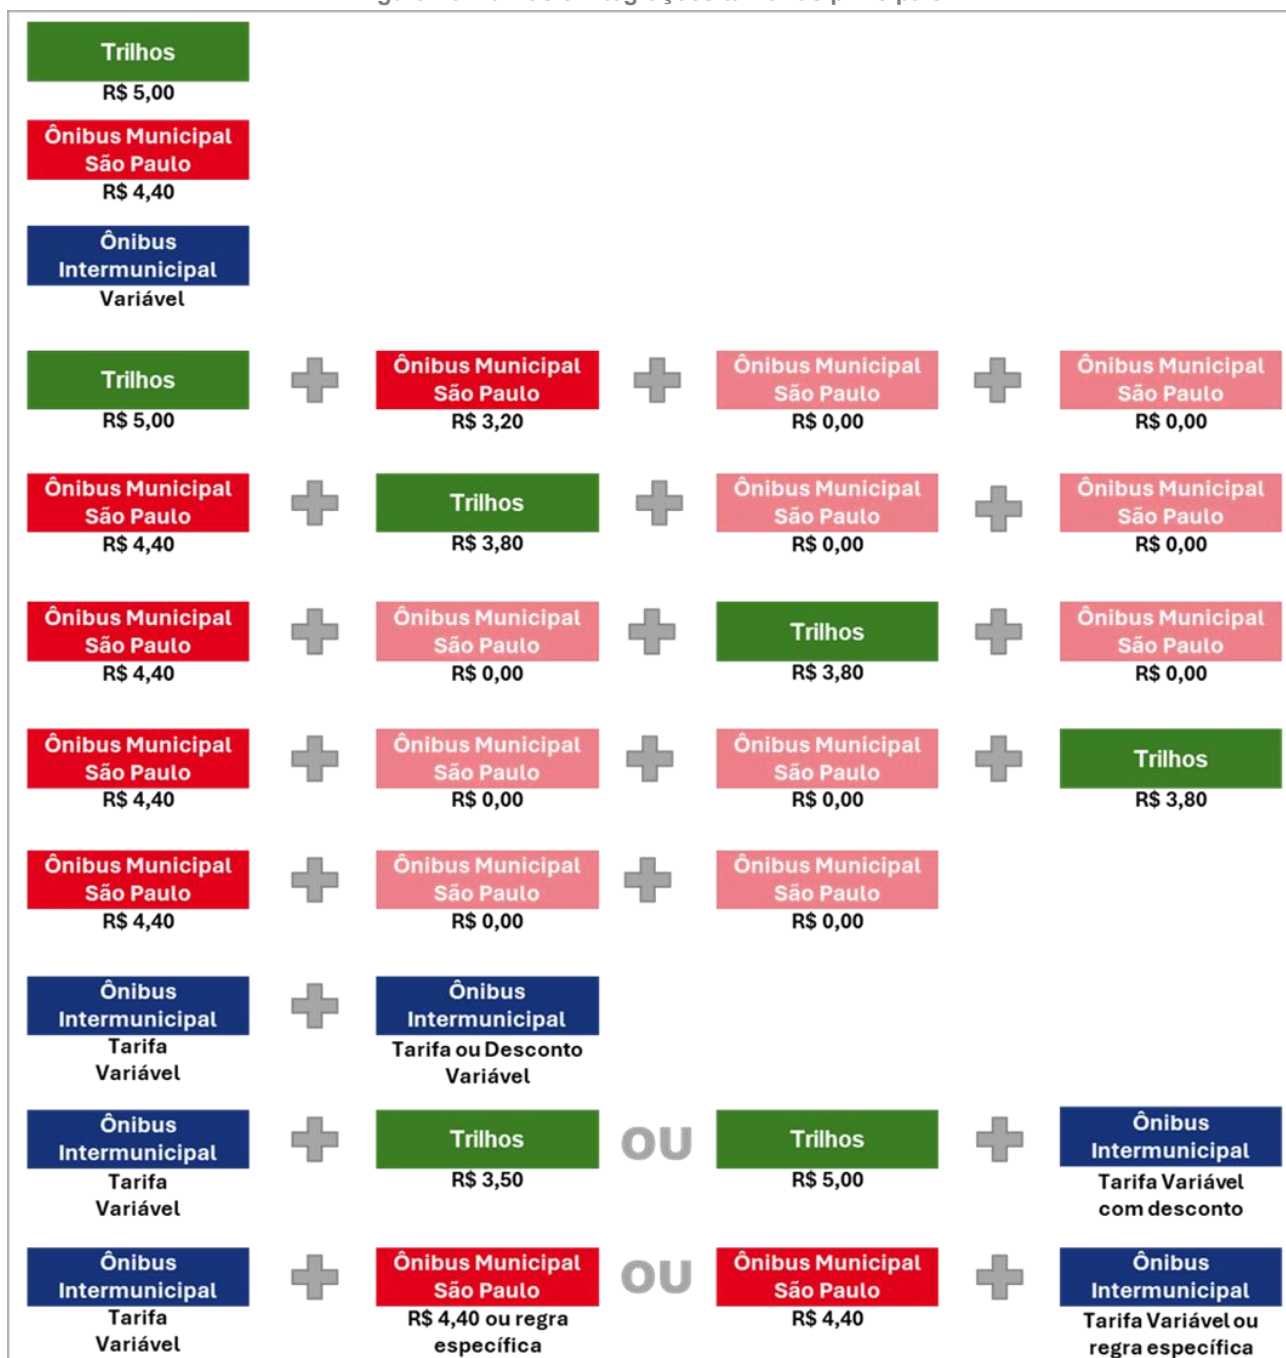 Trilhos
R$ 5,00
Ônibus Municipal
São Paulo
R$ 4,40
Ônibus
Intermunicipal
Variável
Trilhos
R$ 5,00
Ônibus Municipal
São Paulo
R$ 3,20
Ônibus Municipal
São Paulo
R$ 0,00
Ônibus Municipal
São Paulo
R$ 0,00
Ônibus Municipal
São Paulo
R$ 4,40
Trilhos
R$ 3,80
Ônibus Municipal
São Paulo
R$ 0,00
Ônibus Municipal
São Paulo
R$ 0,00
Ônibus Municipal
São Paulo
R$ 4,40
Ônibus Municipal
São Paulo
R$ 0,00
Trilhos
R$ 3,80
Ônibus Municipal
São Paulo
R$ 0,00
Ônibus Municipal
São Paulo
R$ 4,40
Ônibus Municipal
São Paulo
R$ 0,00
Ônibus Municipal
São Paulo
R$ 0,00
Trilhos
R$ 3,80
Ônibus Municipal
São Paulo
R$ 4,40
Ônibus Municipal
São Paulo
R$ 0,00
Ônibus Municipal
São Paulo
R$ 0,00
Ônibus
Intermunicipal
Tarifa
Variável
Ônibus
Intermunicipal
Tarifa ou Desconto
Variável
Ônibus
Intermunicipal
Tarifa
Variável
Trilhos
R$ 3,50
OU
Trilhos
R$ 5,00
Ônibus
Intermunicipal
Tarifa Variável
com desconto
Ônibus
Intermunicipal
Tarifa
Variável
Ônibus Municipal
São Paulo
R$ 4,40 ou regra
específica
OU
Ônibus Municipal
São Paulo
R$ 4,40
Ônibus
Intermunicipal
Tarifa Variável ou
regra específica